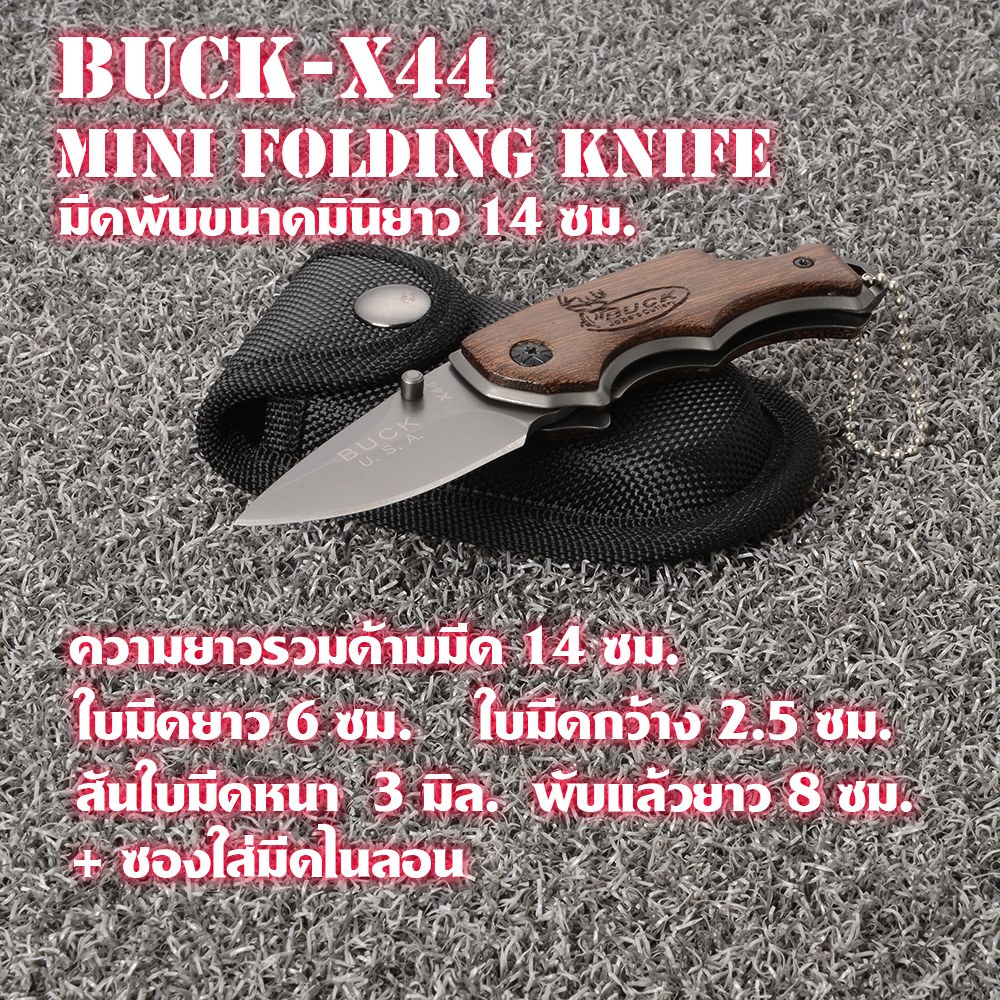 BUCK-X44
MINI FOLDING KNIFE
มีดพับขนาดมินิยาว 14 ซม.
BUCK
X44
BUCK
U. S. A.
ความยาวรวมด้ามมีด 14 ซม.
ใบมีดยาว 6 ซม. ใบมีดกว้าง 2.5 ซม.
สันใบมีดหนา 3 มิล. พับแล้วยาว 8 ซม.
+ ซองใส่มีดไนลอน